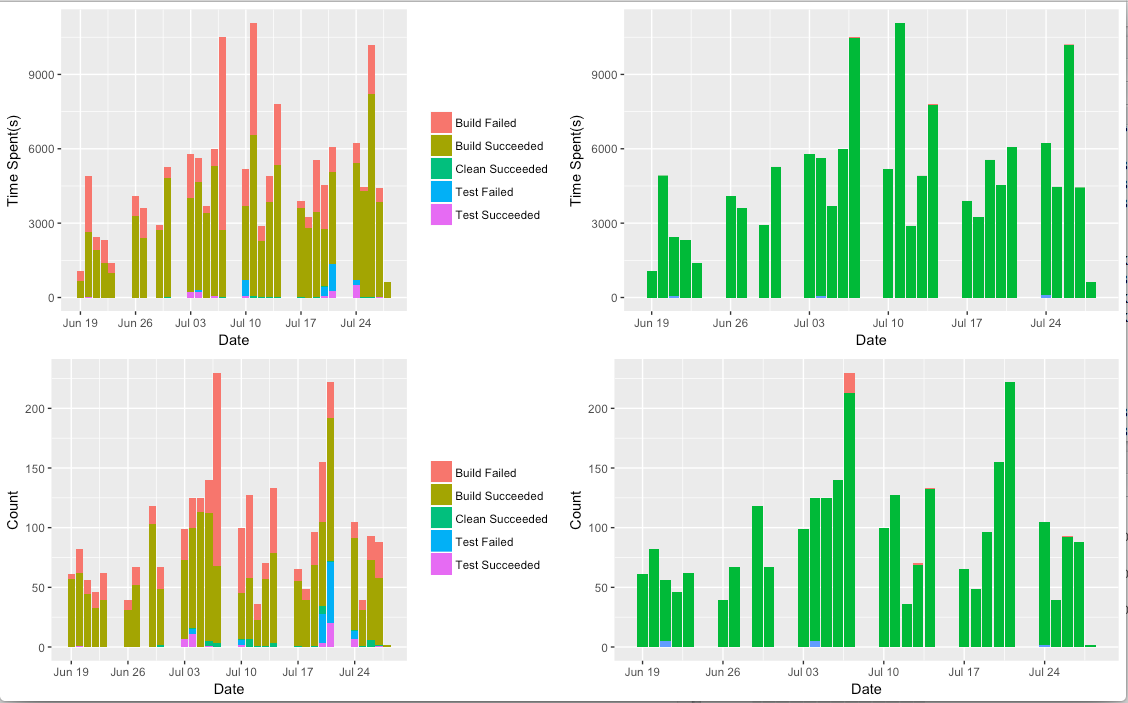 9000
6000
3000
0
Time Spent(s)
Jun 19 Jun 26 Jul 03 Jul 10 Jul 17 Jul 24
Date
Build Failed
Build Succeeded
Clean Succeeded
Test Failed
Test Succeeded
9000
6000
3000
0
Time Spent(s)
Jun 19 Jun 26 Jul 03 Jul 10 Jul 17 Jul 24
Date
200
150
100
50
0
Count
Jun 19 Jun 26 Jul 03 Jul 10 Jul 17 Jul 24
Date
Build Failed
Build Succeeded
Clean Succeeded
Test Failed
Test Succeeded
200
150
100
50
0
Count
Jun 19 Jun 26 Jul 03 Jul 10 Jul 17 Jul 24
Date